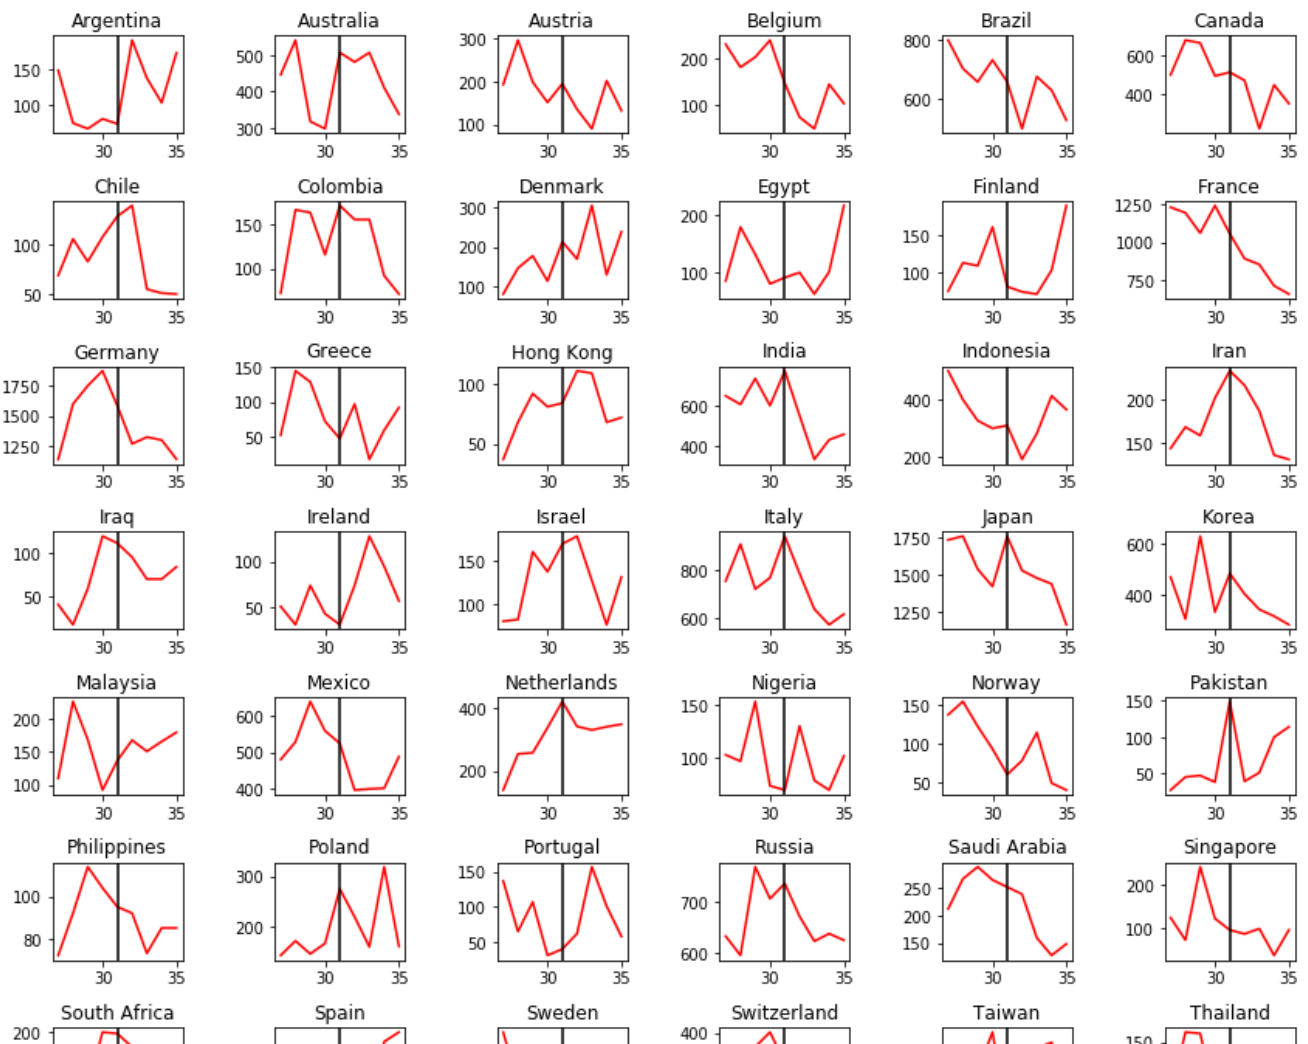 Argentina Australia Austria Belgium Brazil Canada
150 100 30 35 500 400 300 30 35 300 200 100 30 35 200 100 30 35 800 600 30 35 600 400 30 35
Chile Colombia Denmark Egypt Finland France
100 50 30 35 150 100 30 35 300 200 100 30 35 200 100 30 35 150 100 30 35 1250 1000 750 30 35
Germany Greece Hong Kong India Indonesia Iran
1750 1500 1250 30 35 150 100 50 30 35 100 50 30 35 600 400 30 35 400 200 30 35 200 150 30 35
Iraq Ireland Israel Italy Japan Korea
100 50 30 35 100 50 30 35 150 100 30 35 800 600 30 35 1750 1500 1250 30 35 600 400 30 35
Malaysia Mexico Netherlands Nigeria Norway Pakistan
200 150 100 30 35 600 500 400 30 35 400 200 30 35 150 100 30 35 150 100 50 30 35 150 100 50 30 35
Philippines Poland Portugal Russia Saudi Arabia Singapore
100 80 30 35 300 200 30 35 150 100 50 30 35 700 600 30 35 250 200 150 30 35 200 100 30 35
South Africa Spain Sweden Switzerland Taiwan Thailand
200 400 150